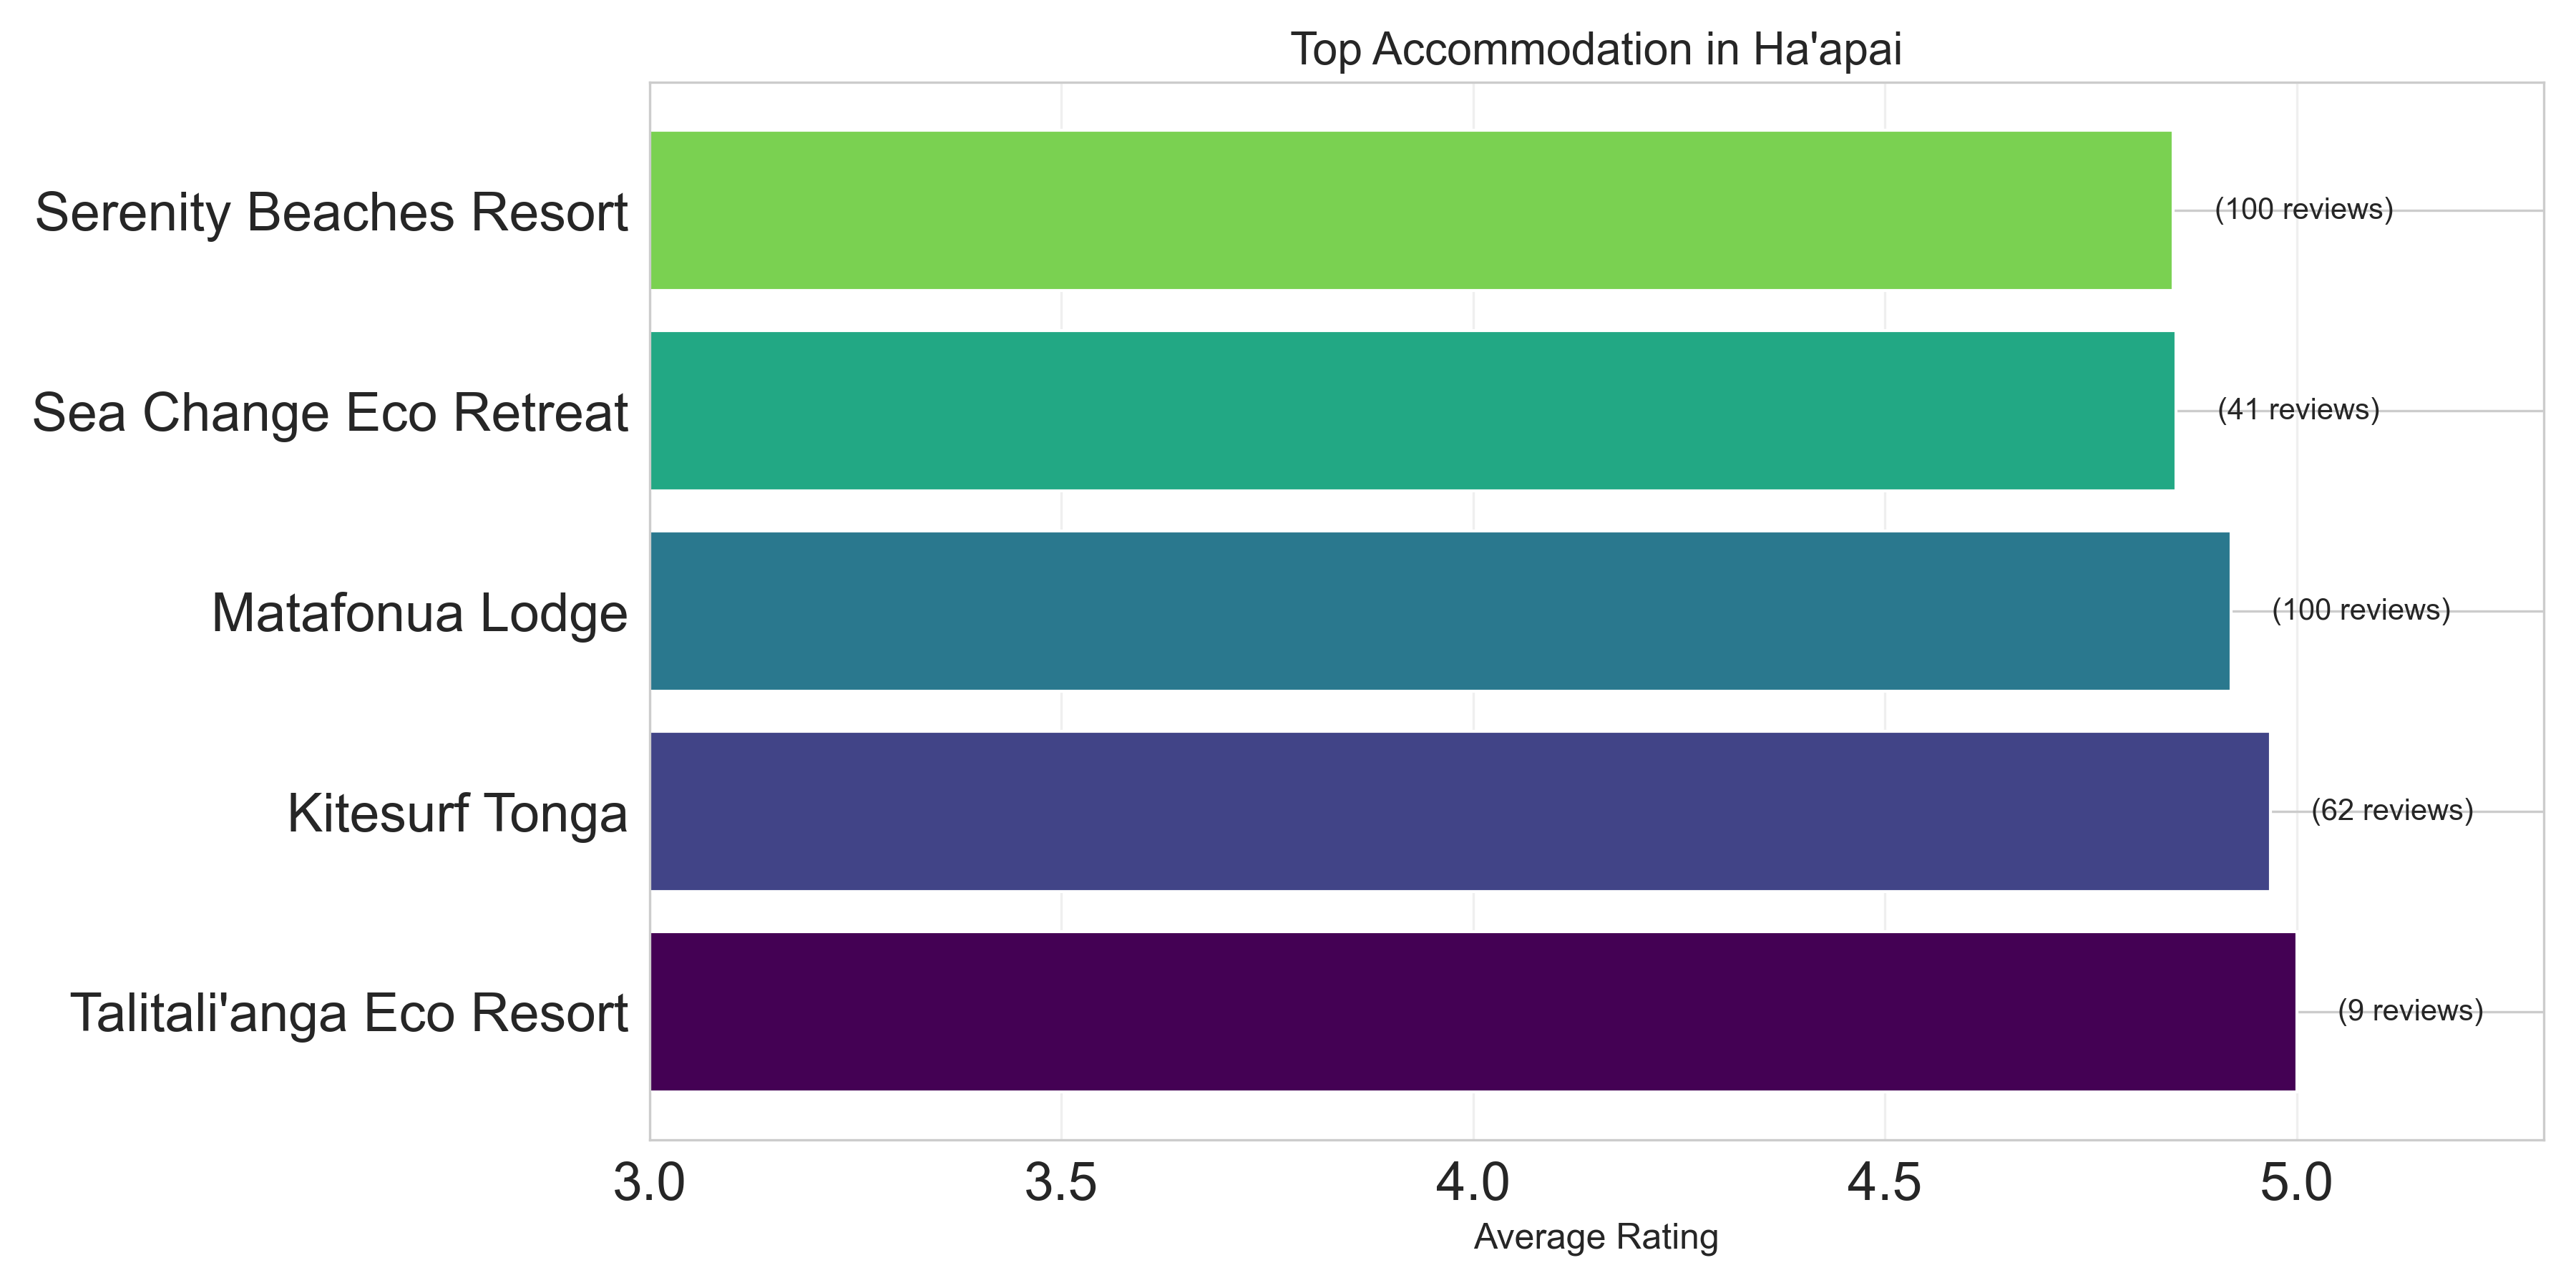 Top Accommodation in Ha'apai
Serenity Beaches Resort
(100 reviews)
Sea Change Eco Retreat
(41 reviews)
Matafonua Lodge
(100 reviews)
Kitesurf Tonga
(62 reviews)
Talitali'anga Eco Resort
(9 reviews)
3.0 3.5 4.0 4.5 5.0
Average Rating